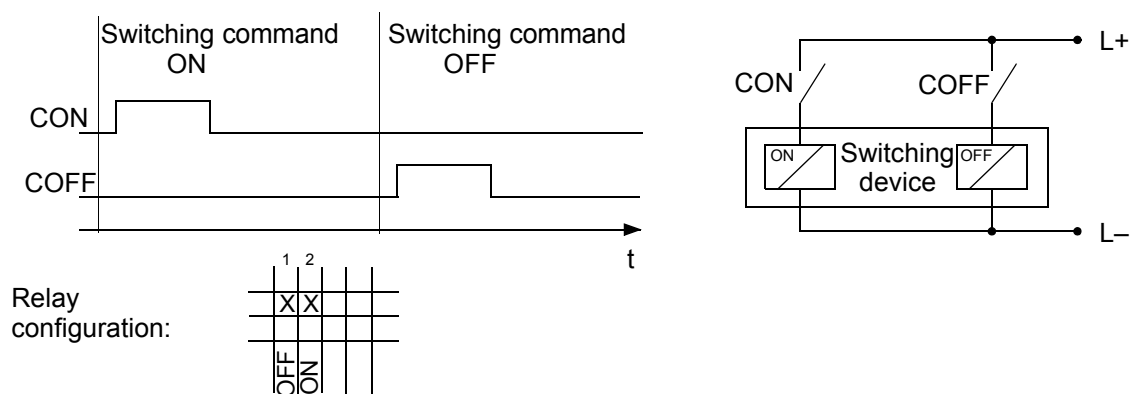 Switching command
ON
Switching command
OFF
CON
COFF
t
Relay
configuration:
1 2
X X
OFF
ON
L+
CON
COFF
ON
Switching
device
OFF
L–